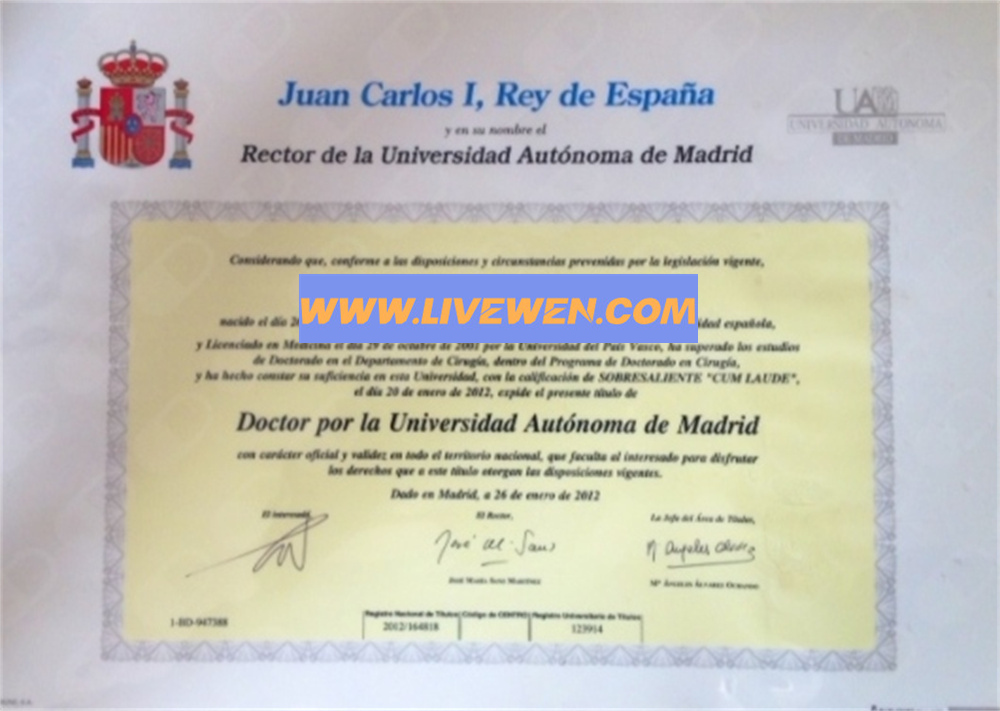 Juan Carlos I, Rey de España
y en su nombre el
Rector de la Universidad Autónoma de Madrid
UAM
UNIVERSIDAD AUTONOMA
DE MADRID
Considerando que, conforme a las disposiciones y circunstancias prevenidas por la legislación vigente,
WWW.LIVEWEN.COM
nacido el día 2 española,
y Licenciado en Medicina el día 29 de octubre de 2001 por la Universidad del País Vasco, ha superado los estudios
de Doctorado en el Departamento de Cirugía, dentro del Programa de Doctorado en Cirugía,
y ha hecho constar su suficiencia en esta Universidad, con la calificación de SOBRESALIENTE "CUM LAUDE",
el día 20 de enero de 2012, expide el presente título de
Doctor por la Universidad Autónoma de Madrid
con carácter oficial y validez en todo el territorio nacional, que faculta al interesado para disfrutar
los derechos que a este título otorgan las disposiciones vigentes.
Dado en Madrid, a 26 de enero de 2012
El interesado, El Rector, La Jefa del Área de Títulos,
José M. Sanz
JOSÉ MARÍA SANZ MARTÍNEZ Mª ÁNGELES ÁLVAREZ
1-BD-947388
Registro Nacional de Títulos Código de CENTRO Registro Universitario de Títulos
2012/164818 123914